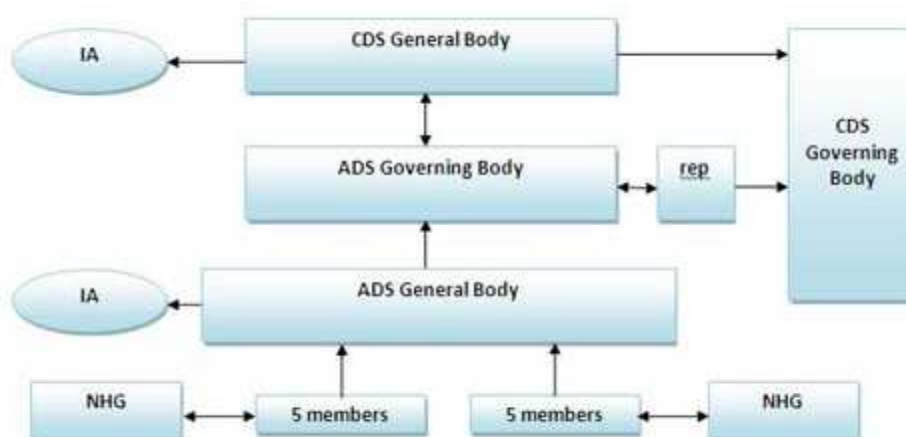 IA
CDS General Body
CDS
Governing
Body
ADS Governing Body
rep
IA
ADS General Body
NHG
5 members
5 members
NHG